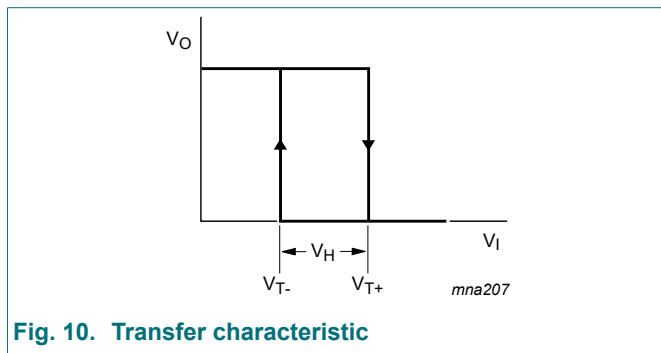 VO
VI
VH
VT-
VT+
mna207
Fig. 10. Transfer characteristic